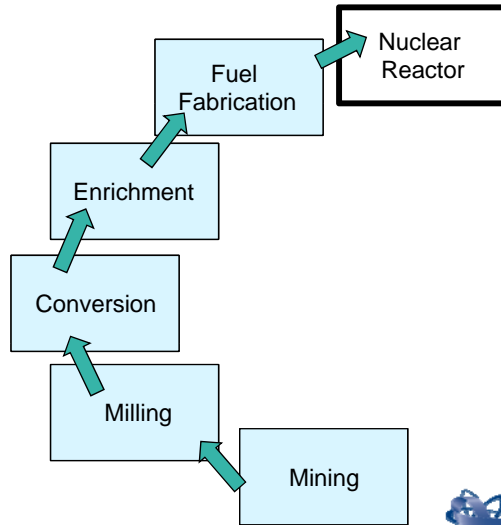 Nuclear
Reactor
Fuel
Fabrication
Enrichment
Conversion
Milling
Mining